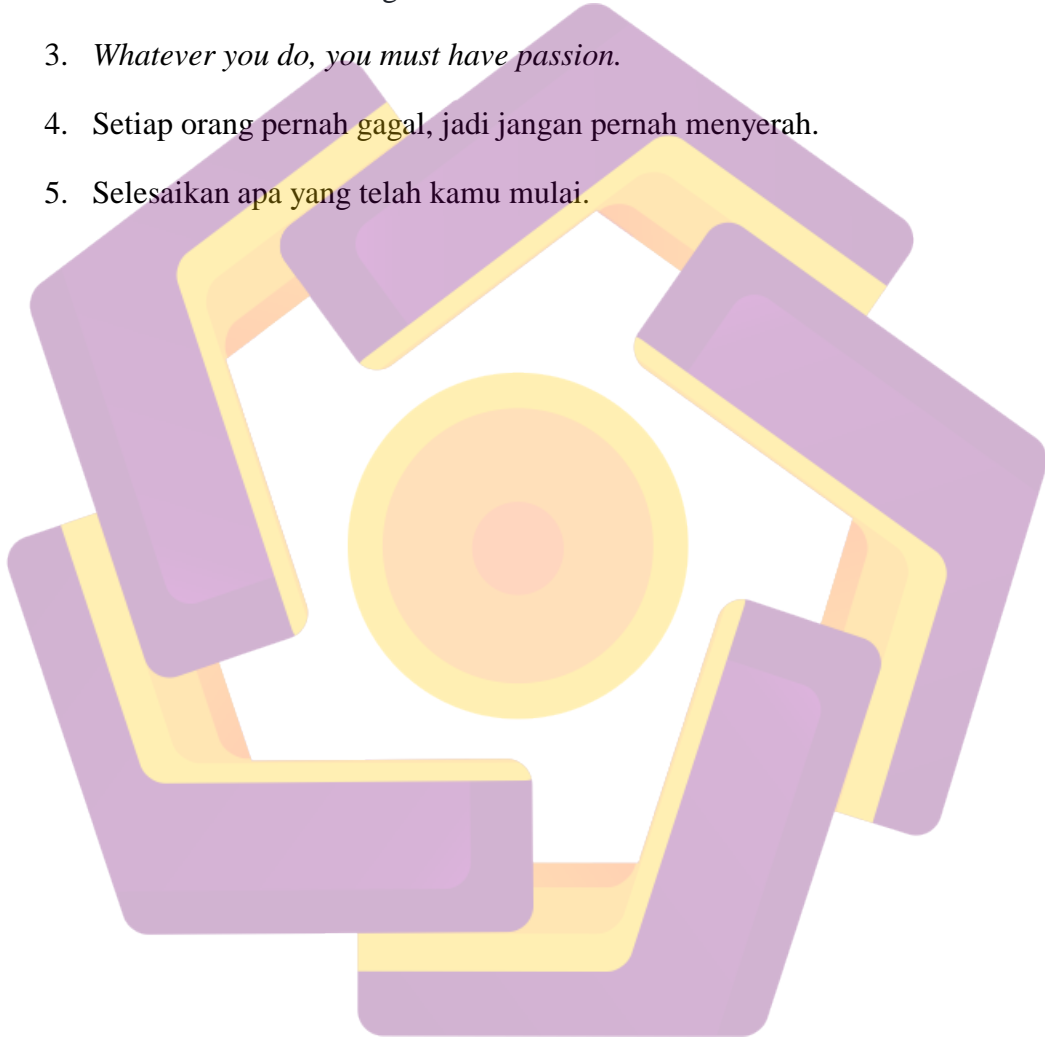 3. Whatever you do, you must have passion.
4. Setiap orang pernah gagal, jadi jangan pernah menyerah.
5. Selesaikan apa yang telah kamu mulai.